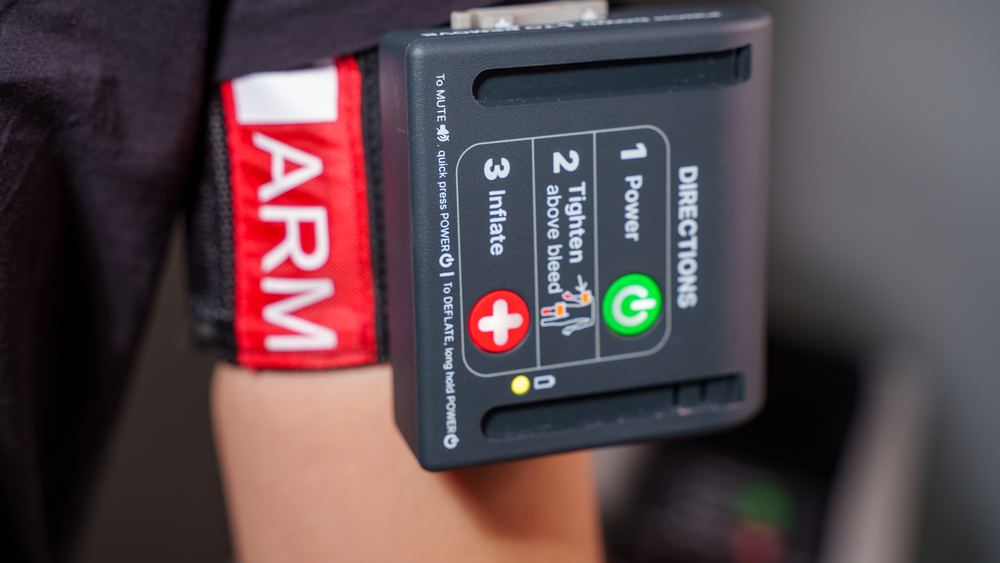 ARM
DIRECTIONS
1 Power
2 Tighten
above bleed
3 Inflate
To MUTE , quick press POWER | To DEFLATE, long hold POWER